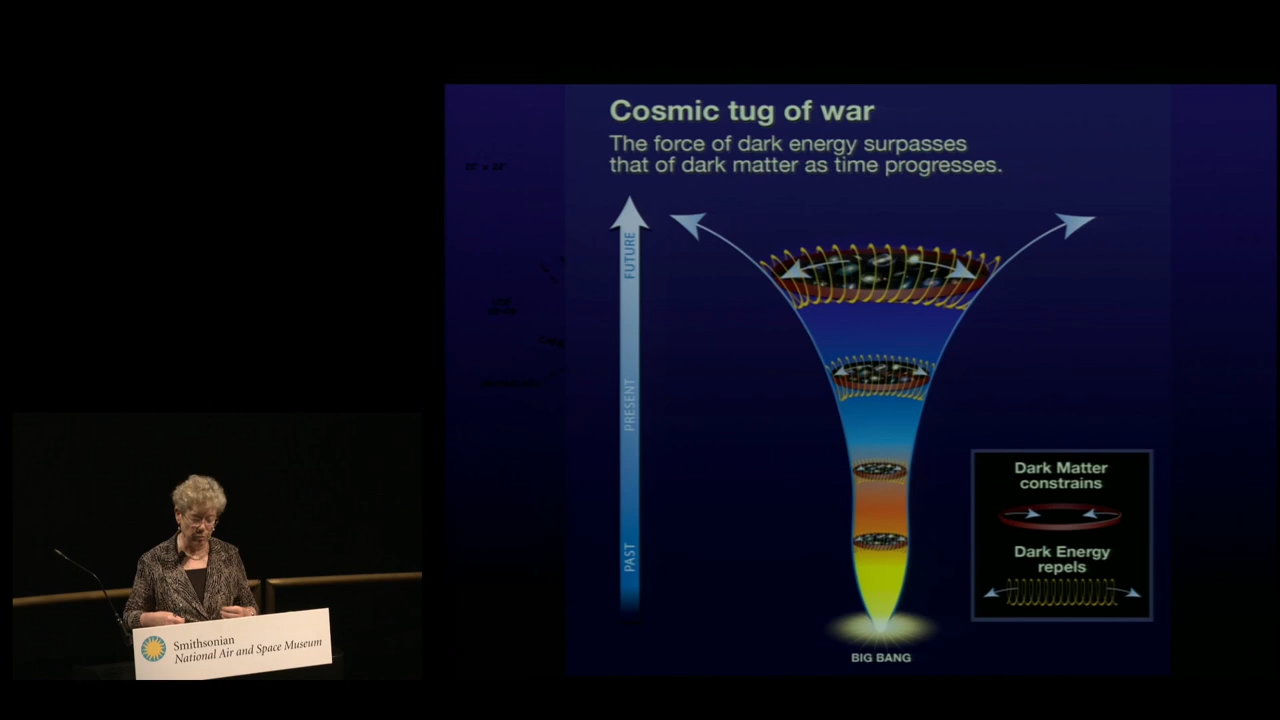 Cosmic tug of war
The force of dark energy surpasses
that of dark matter as time progresses.
FUTURE
PRESENT
PAST
Dark Matter
constrains
Dark Energy
repels
BIG BANG
Smithsonian
National Air and Space Museum